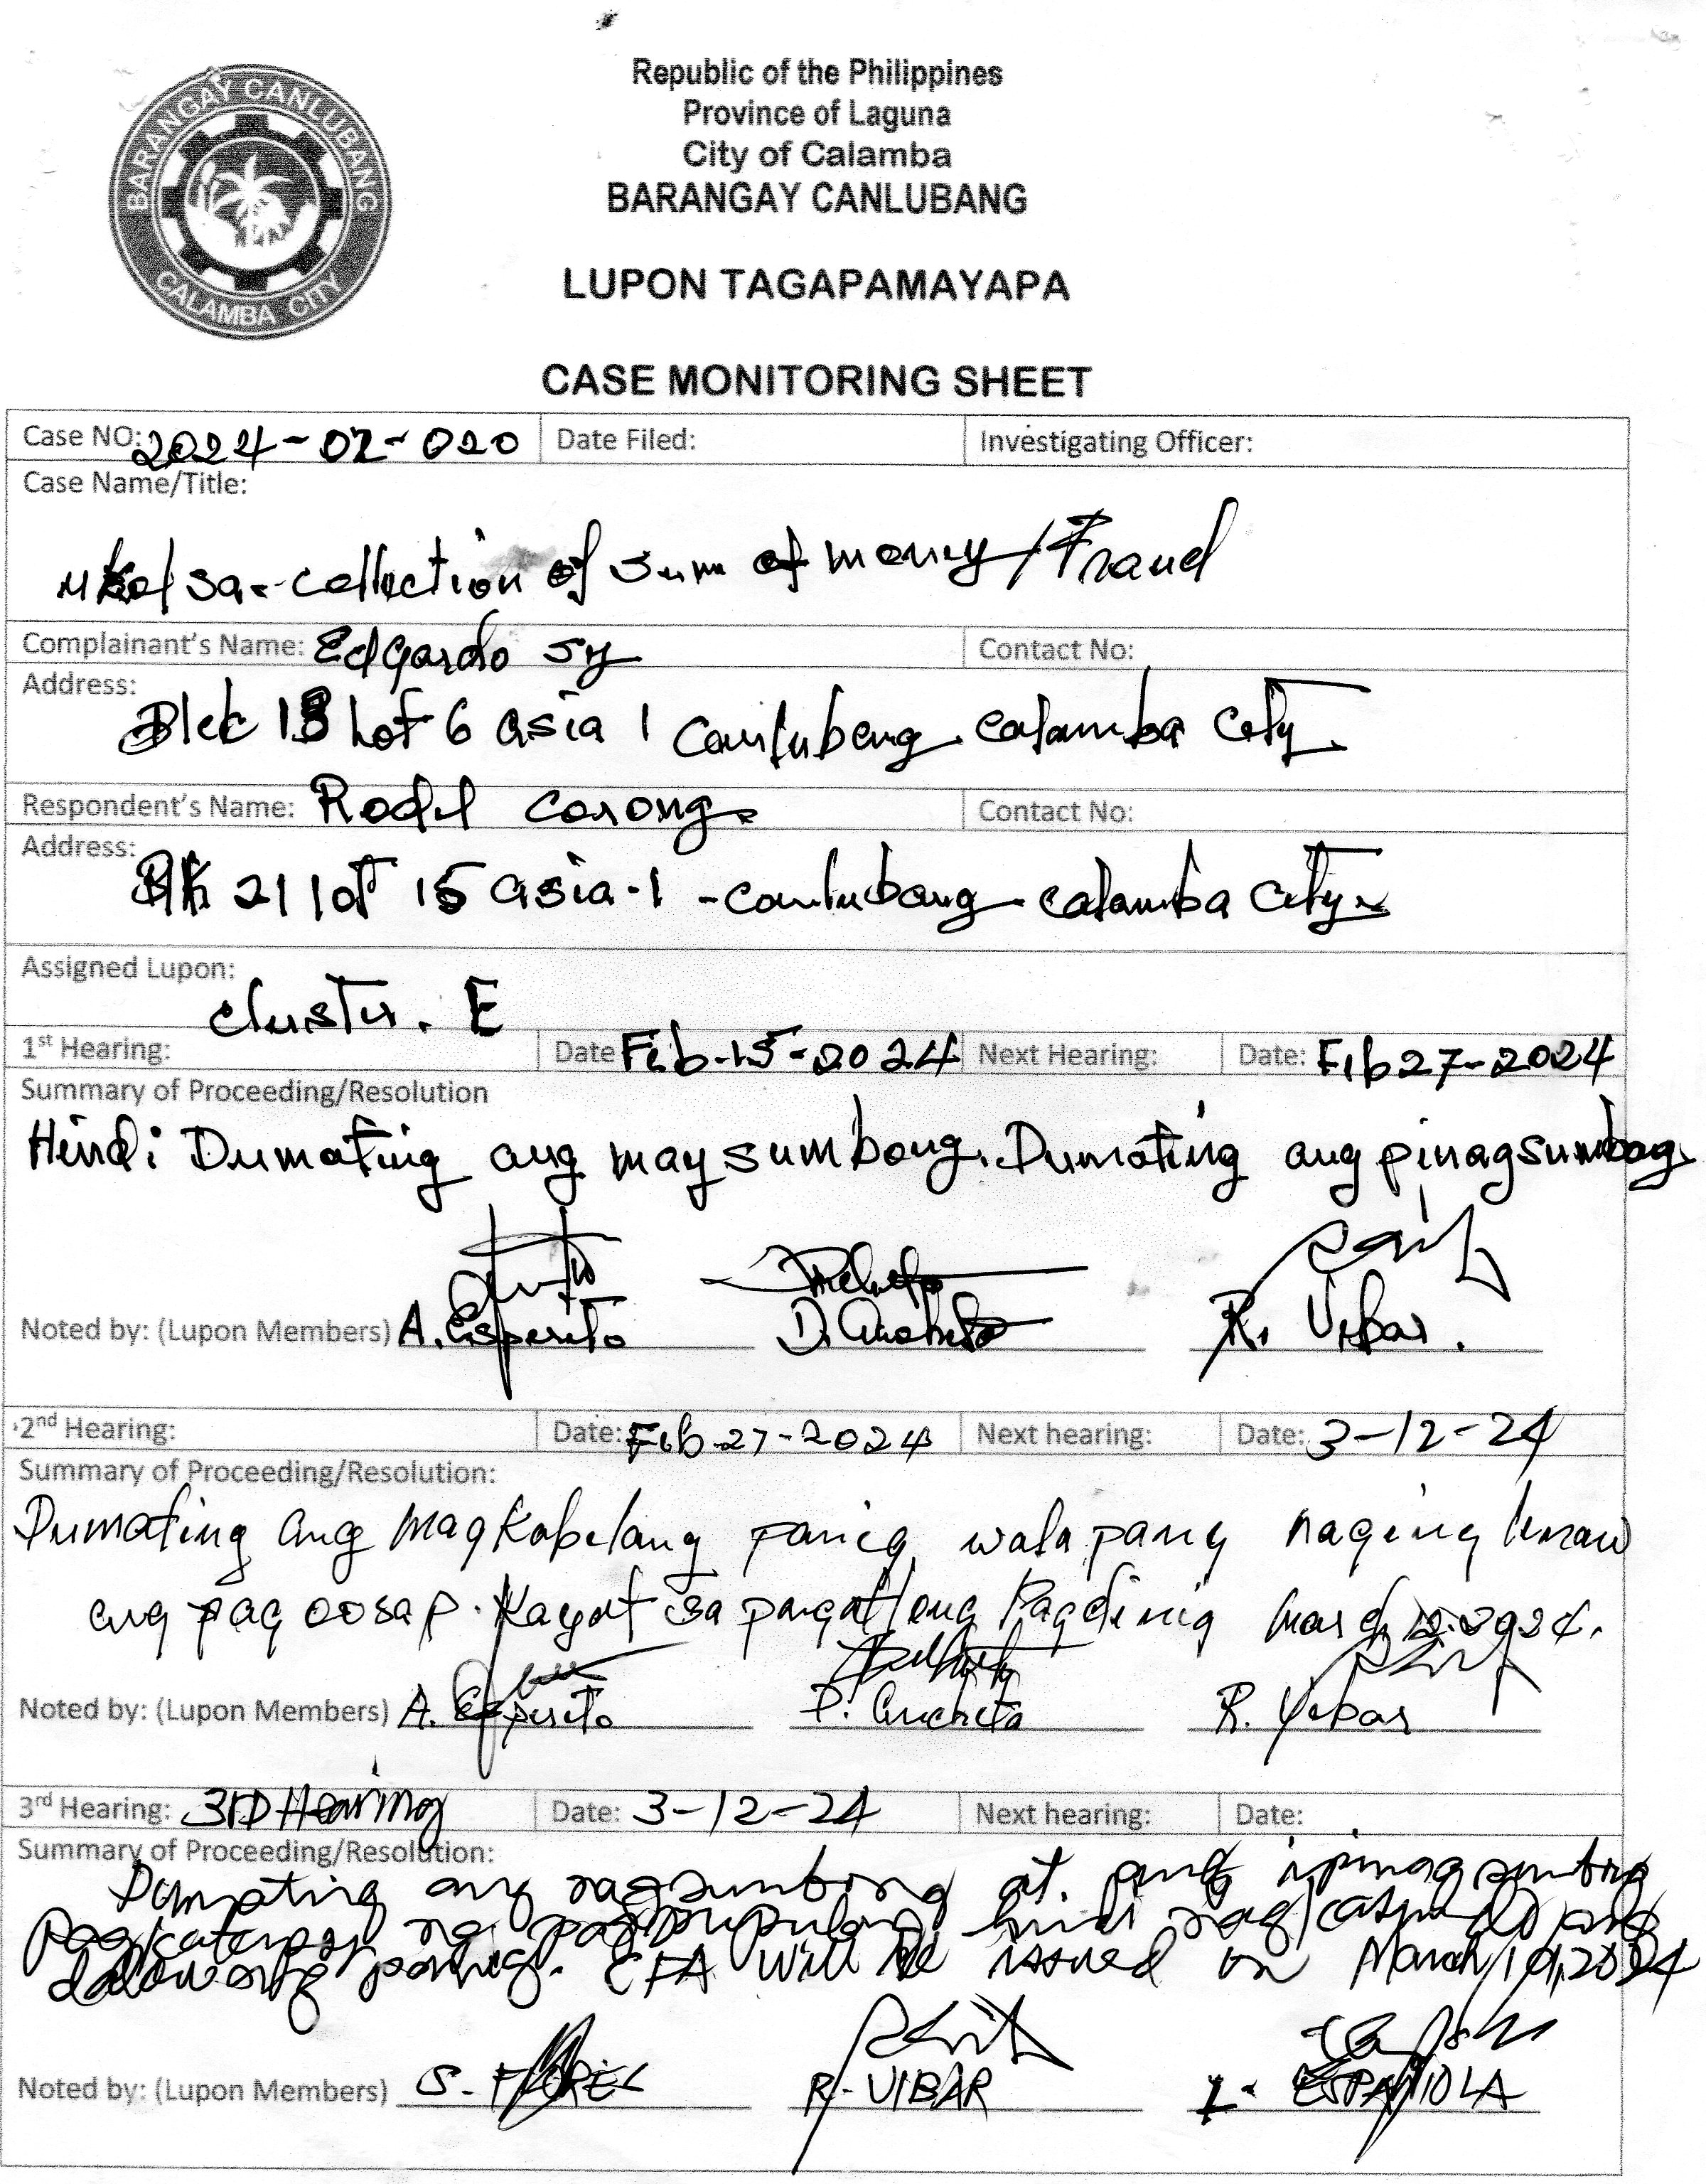 BARANGAY CANLUBANG
CALAMBA CITY
Republic of the Philippines
Province of Laguna
City of Calamba
BARANGAY CANLUBANG
LUPON TAGAPAMAYAPA
CASE MONITORING SHEET
Case NO: 2024-02-020 Date Filed: Investigating Officer:
Case Name/Title:
ukol sa - collection of sum of money / Fraud
Complainant's Name: Edgardo Sy Contact No:
Address:
Blck 18 Lot 6 asia 1 Canlubang. calamba City.
Respondent's Name: Rodel Contact No:
Address:
Blk 21 lot 15 asia-1 - canlubang - calamba City
Assigned Lupon:
cluster. E
1st Hearing: Date Feb-15-2024 Next Hearing: Date: Feb 27-2024
Summary of Proceeding/Resolution
Hindi Dumating ang may sumbong. Dumating ang pinagsumbag
Noted by: (Lupon Members) A. Esperito D. R. Vibar.
2nd Hearing: Date: Feb-27-2024 Next hearing: Date: 3-12-24
Summary of Proceeding/Resolution:
Dumating ang magkabilang panig, wala pang naging linaw
ang pag oosap. Kayat sa pangatlong Pagdinig 12-2024.
Noted by: (Lupon Members) A. Esperito D. R. Vibar
3rd Hearing: 3RD Hearing Date: 3-12-24 Next hearing: Date:
Summary of Proceeding/Resolution:
Dumating ang nagsumbong at. ang ipinagsumbong
Pagkatapos ng pagpupulong hindi nagkasundo ang
dalawang panig. CFA will be issued on March 19, 2024
Noted by: (Lupon Members) S. R. VIBAR ESPAÑOLA